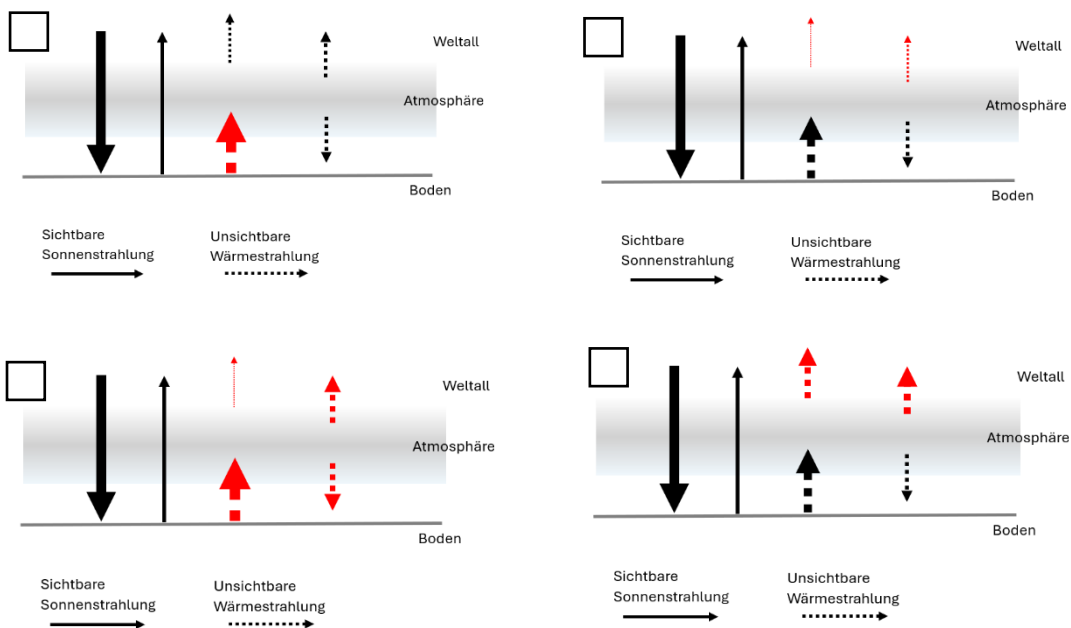 Weltall
Atmosphäre
Boden
Sichtbare
Sonnenstrahlung
Unsichtbare
Wärmestrahlung
Weltall
Atmosphäre
Boden
Sichtbare
Sonnenstrahlung
Unsichtbare
Wärmestrahlung
Weltall
Atmosphäre
Boden
Sichtbare
Sonnenstrahlung
Unsichtbare
Wärmestrahlung
Weltall
Atmosphäre
Boden
Sichtbare
Sonnenstrahlung
Unsichtbare
Wärmestrahlung